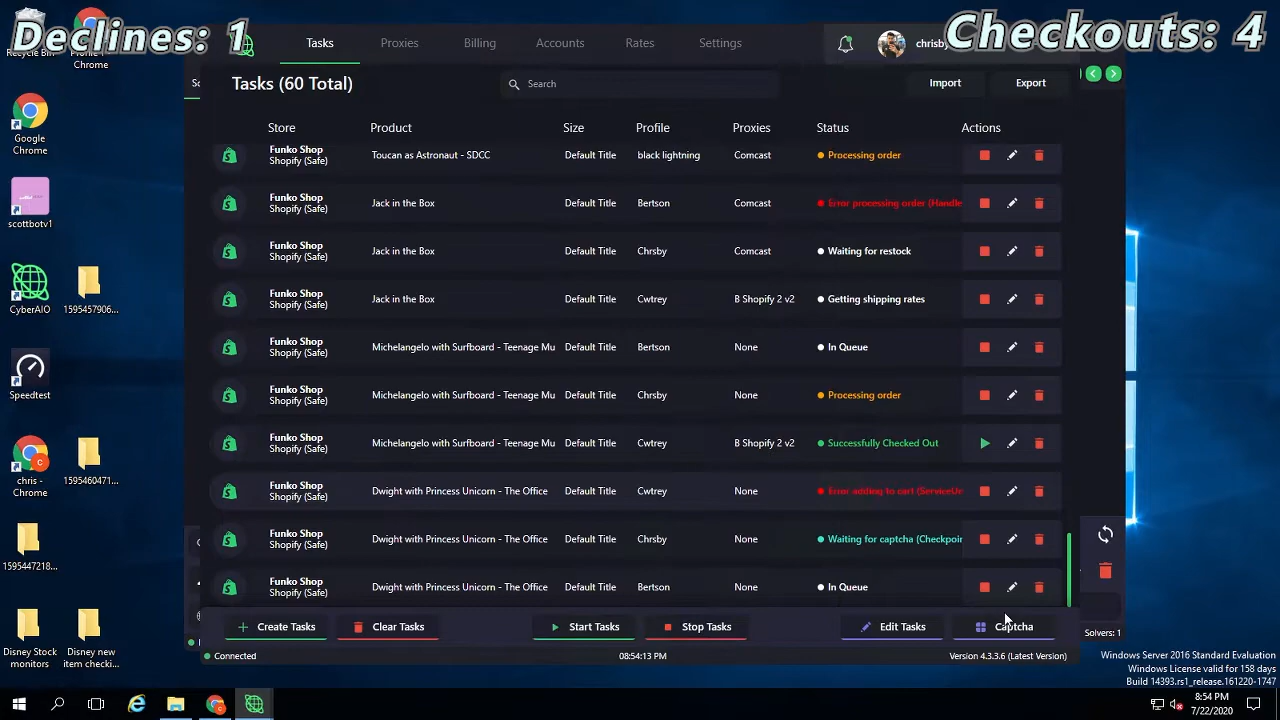 Declines: 1
Checkouts: 4
Tasks
Proxies
Billing
Accounts
Rates
Settings
Tasks (60 Total)
Search
Import
Export
Store
Product
Size
Profile
Proxies
Status
Actions
Funko Shop
Shopify (Safe)
Toucan as Astronaut - SDCC
Default Title
black lightning
Comcast
Processing order
Funko Shop
Shopify (Safe)
Jack in the Box
Default Title
Bertson
Comcast
Error processing order (Handle
Funko Shop
Shopify (Safe)
Jack in the Box
Default Title
Chrsby
Comcast
Waiting for restock
Funko Shop
Shopify (Safe)
Jack in the Box
Default Title
Cwtrey
B Shopify 2 v2
Getting shipping rates
Funko Shop
Shopify (Safe)
Michelangelo with Surfboard - Teenage Mu
Default Title
Bertson
None
In Queue
Funko Shop
Shopify (Safe)
Michelangelo with Surfboard - Teenage Mu
Default Title
Chrsby
None
Processing order
Funko Shop
Shopify (Safe)
Michelangelo with Surfboard - Teenage Mu
Default Title
Cwtrey
B Shopify 2 v2
Successfully Checked Out
Funko Shop
Shopify (Safe)
Dwight with Princess Unicorn - The Office
Default Title
Cwtrey
None
Error adding to cart (ServiceUn
Funko Shop
Shopify (Safe)
Dwight with Princess Unicorn - The Office
Default Title
Chrsby
None
Waiting for captcha (Checkpoin
Funko Shop
Shopify (Safe)
Dwight with Princess Unicorn - The Office
Default Title
Bertson
None
In Queue
Create Tasks
Clear Tasks
Start Tasks
Stop Tasks
Edit Tasks
Captcha
Connected
08:54:13 PM
Version 4.3.3.6 (Latest Version)
Solvers: 1
Chrome
Google
Chrome
scottbotv1
CyberAIO
1595457906...
Speedtest
chris -
Chrome
1595460471...
1595447218...
Disney Stock
monitors
Disney new
item checki...
Windows Server 2016 Standard Evaluation
Windows License valid for 158 days
Build 14393.rs1_release.161220-1747
8:54 PM
7/22/2020